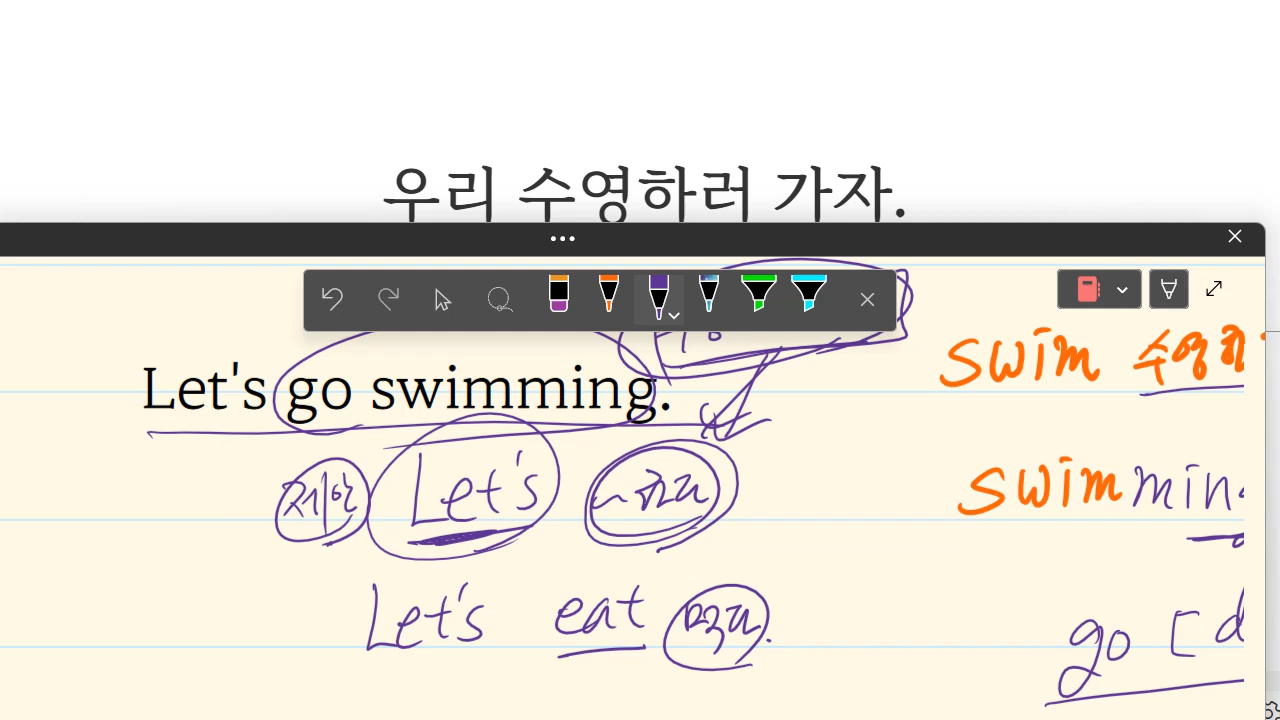 우리 수영하러 가자.
Let's go swimming.
swim 수영하
제안 Let's ~하자
swimming
Let's eat 먹자.
go [